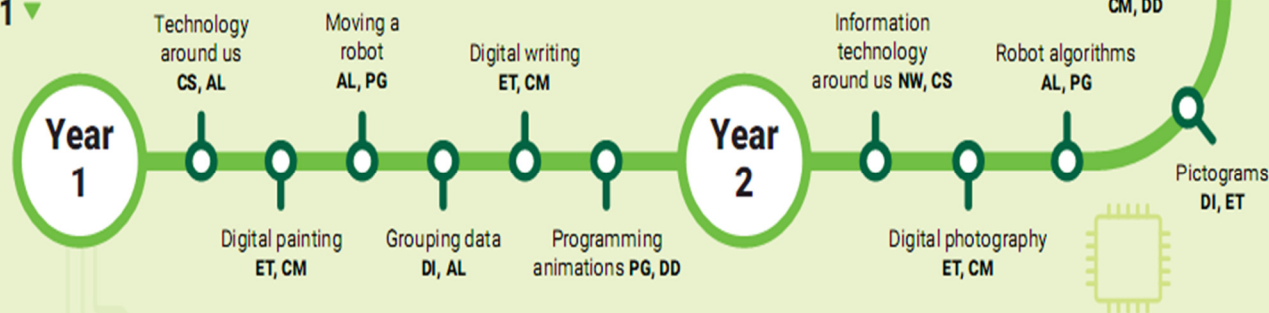 1
CM, DD
Year
1
Technology
around us
CS, AL
Digital painting
ET, CM
Moving a
robot
AL, PG
Grouping data
DI, AL
Digital writing
ET, CM
Programming
animations PG, DD
Year
2
Information
technology
around us NW, CS
Digital photography
ET, CM
Robot algorithms
AL, PG
Pictograms
DI, ET